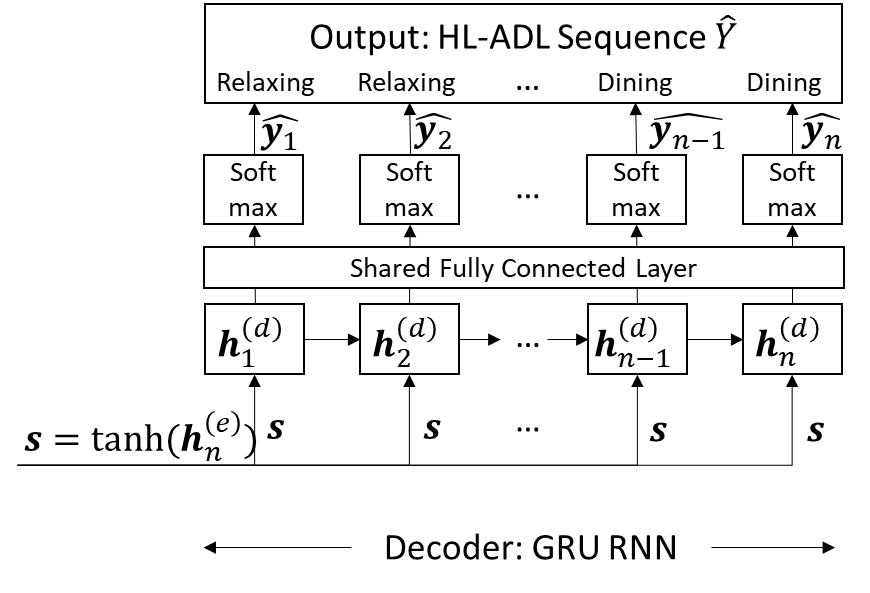 Output: HL-ADL Sequence Ŷ
Relaxing Relaxing ... Dining Dining
ŷ₁ ŷ₂ ŷₙ₋₁ ŷₙ
Soft max Soft max ... Soft max Soft max
Shared Fully Connected Layer
h₁⁽ᵈ⁾ h₂⁽ᵈ⁾ ... hₙ₋₁⁽ᵈ⁾ hₙ⁽ᵈ⁾
s = tanh(hₙ⁽ᵉ⁾) s s ... s s
Decoder: GRU RNN